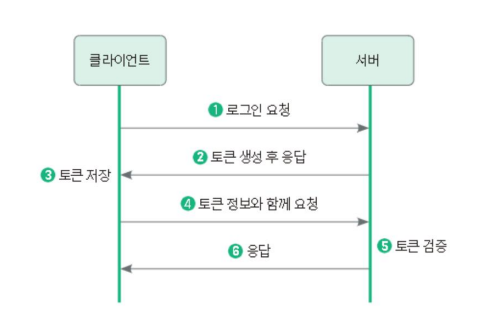 클라이언트
서버
❶ 로그인 요청
❷ 토큰 생성 후 응답
❸ 토큰 저장
❹ 토큰 정보와 함께 요청
❺ 토큰 검증
❻ 응답